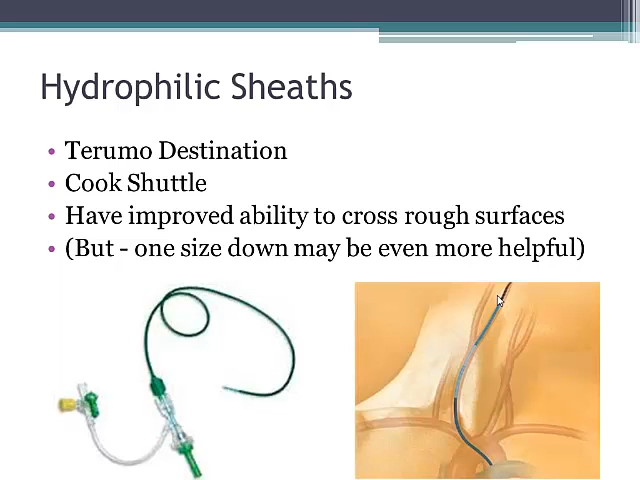 Hydrophilic Sheaths
• Terumo Destination
• Cook Shuttle
• Have improved ability to cross rough surfaces
• (But - one size down may be even more helpful)